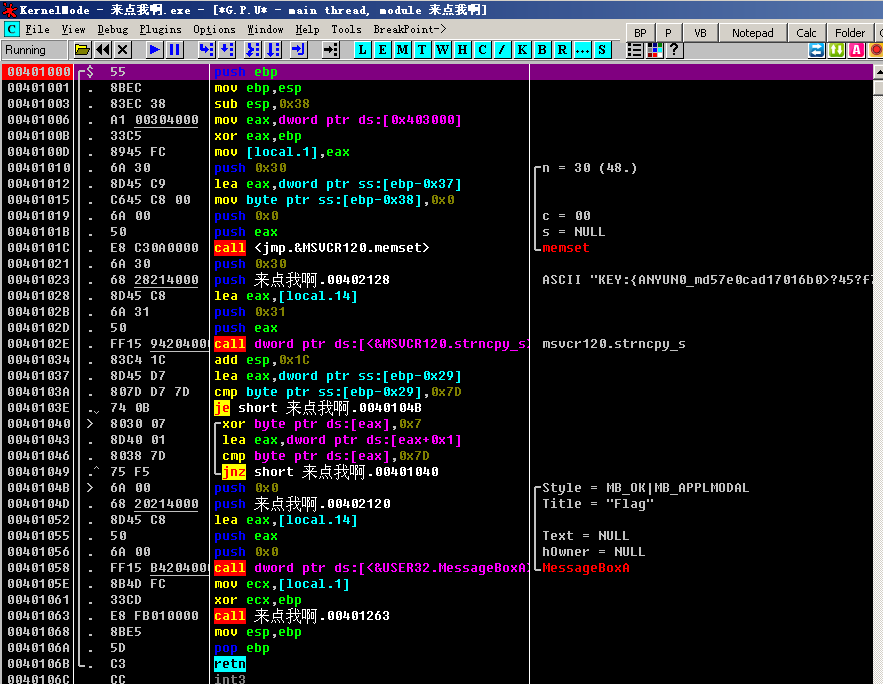 KernelMode - 来点我啊.exe - [*G.P.U* - main thread, module 来点我啊]
C File View Debug Plugins Options Window Help Tools BreakPoint->
BP P VB Notepad Calc Folder
Running L E M T W H C / K B R ... S ? A
00401000 $ 55 push ebp
00401001 . 8BEC mov ebp,esp
00401003 . 83EC 38 sub esp,0x38
00401006 . A1 00304000 mov eax,dword ptr ds:[0x403000]
0040100B . 33C5 xor eax,ebp
0040100D . 8945 FC mov [local.1],eax
00401010 . 6A 30 push 0x30 n = 30 (48.)
00401012 . 8D45 C9 lea eax,dword ptr ss:[ebp-0x37]
00401015 . C645 C8 00 mov byte ptr ss:[ebp-0x38],0x0
00401019 . 6A 00 push 0x0 c = 00
0040101B . 50 push eax s = NULL
0040101C . E8 C30A0000 call <jmp.&MSVCR120.memset> memset
00401021 . 6A 30 push 0x30
00401023 . 68 28214000 push 来点我啊.00402128 ASCII "KEY:{ANYUN0_md57e0cad17016b0>?45?f7
00401028 . 8D45 C8 lea eax,[local.14]
0040102B . 6A 31 push 0x31
0040102D . 50 push eax
0040102E . FF15 94204000 call dword ptr ds:[<&MSVCR120.strncpy_s> msvcr120.strncpy_s
00401034 . 83C4 1C add esp,0x1C
00401037 . 8D45 D7 lea eax,dword ptr ss:[ebp-0x29]
0040103A . 807D D7 7D cmp byte ptr ss:[ebp-0x29],0x7D
0040103E . 74 0B je short 来点我啊.0040104B
00401040 > 8030 07 xor byte ptr ds:[eax],0x7
00401043 . 8D40 01 lea eax,dword ptr ds:[eax+0x1]
00401046 . 8038 7D cmp byte ptr ds:[eax],0x7D
00401049 .^ 75 F5 jnz short 来点我啊.00401040
0040104B > 6A 00 push 0x0 Style = MB_OK|MB_APPLMODAL
0040104D . 68 20214000 push 来点我啊.00402120 Title = "Flag"
00401052 . 8D45 C8 lea eax,[local.14]
00401055 . 50 push eax Text = NULL
00401056 . 6A 00 push 0x0 hOwner = NULL
00401058 . FF15 B4204000 call dword ptr ds:[<&USER32.MessageBoxA> MessageBoxA
0040105E . 8B4D FC mov ecx,[local.1]
00401061 . 33CD xor ecx,ebp
00401063 . E8 FB010000 call 来点我啊.00401263
00401068 . 8BE5 mov esp,ebp
0040106A . 5D pop ebp
0040106B . C3 retn
0040106C CC int3